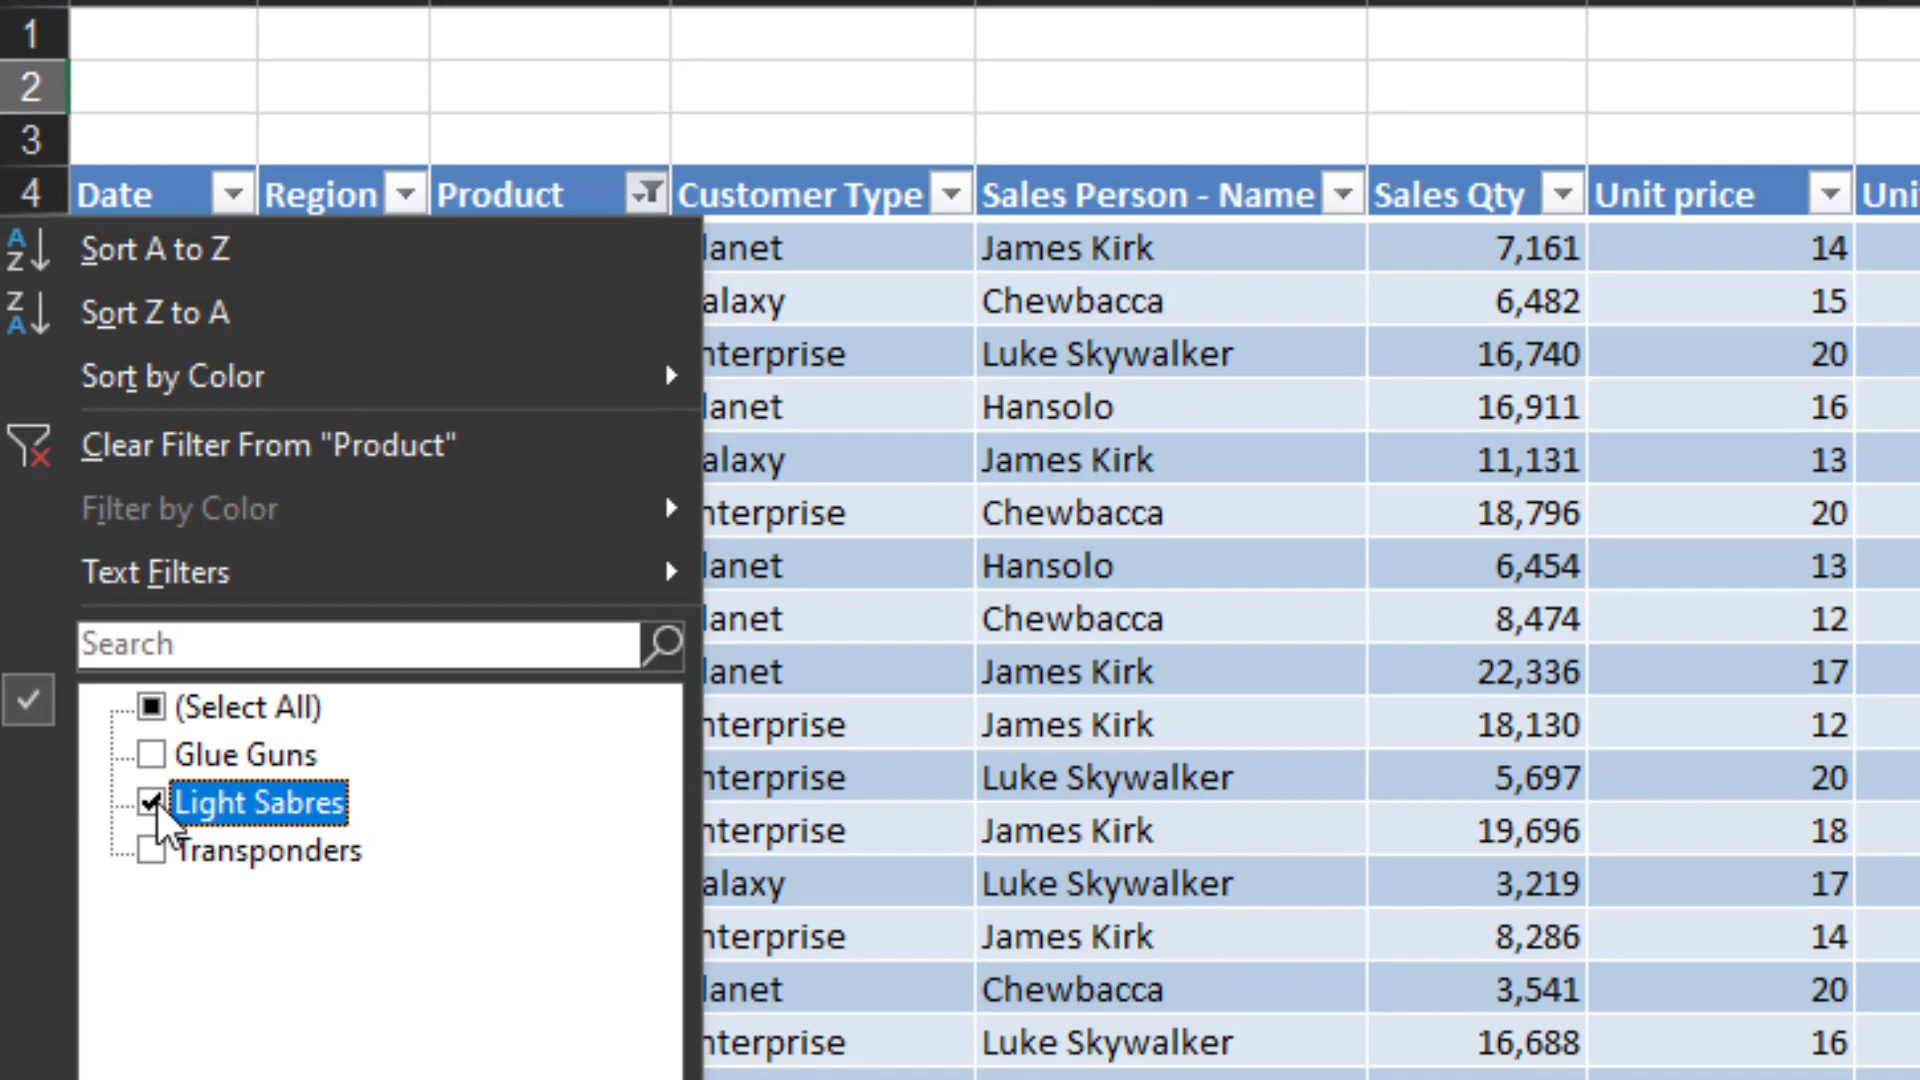 1
2
3
4 Date Region Product Customer Type Sales Person - Name Sales Qty Unit price Uni
Sort A to Z
Sort Z to A
Sort by Color
Clear Filter From "Product"
Filter by Color
Text Filters
Search
(Select All)
Glue Guns
Light Sabres
Transponders
lanet James Kirk 7,161 14
alaxy Chewbacca 6,482 15
nterprise Luke Skywalker 16,740 20
lanet Hansolo 16,911 16
alaxy James Kirk 11,131 13
nterprise Chewbacca 18,796 20
lanet Hansolo 6,454 13
lanet Chewbacca 8,474 12
lanet James Kirk 22,336 17
nterprise James Kirk 18,130 12
nterprise Luke Skywalker 5,697 20
nterprise James Kirk 19,696 18
alaxy Luke Skywalker 3,219 17
nterprise James Kirk 8,286 14
lanet Chewbacca 3,541 20
nterprise Luke Skywalker 16,688 16